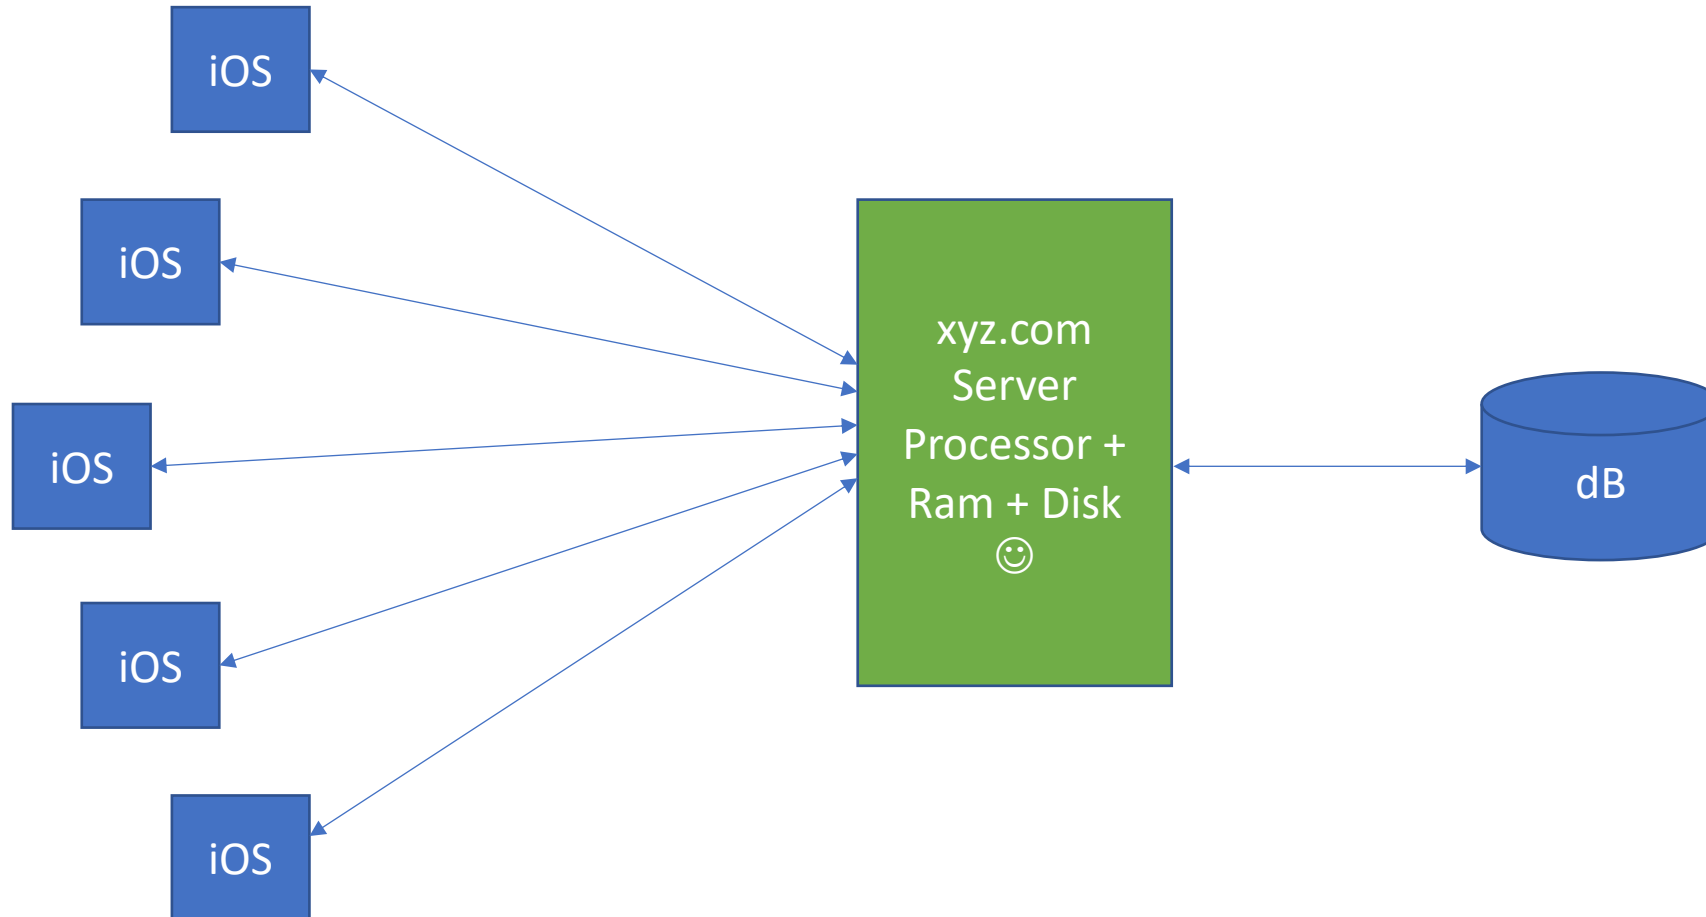 iOS
iOS
iOS
iOS
iOS
xyz.com
Server
Processor +
Ram + Disk
☺
dB